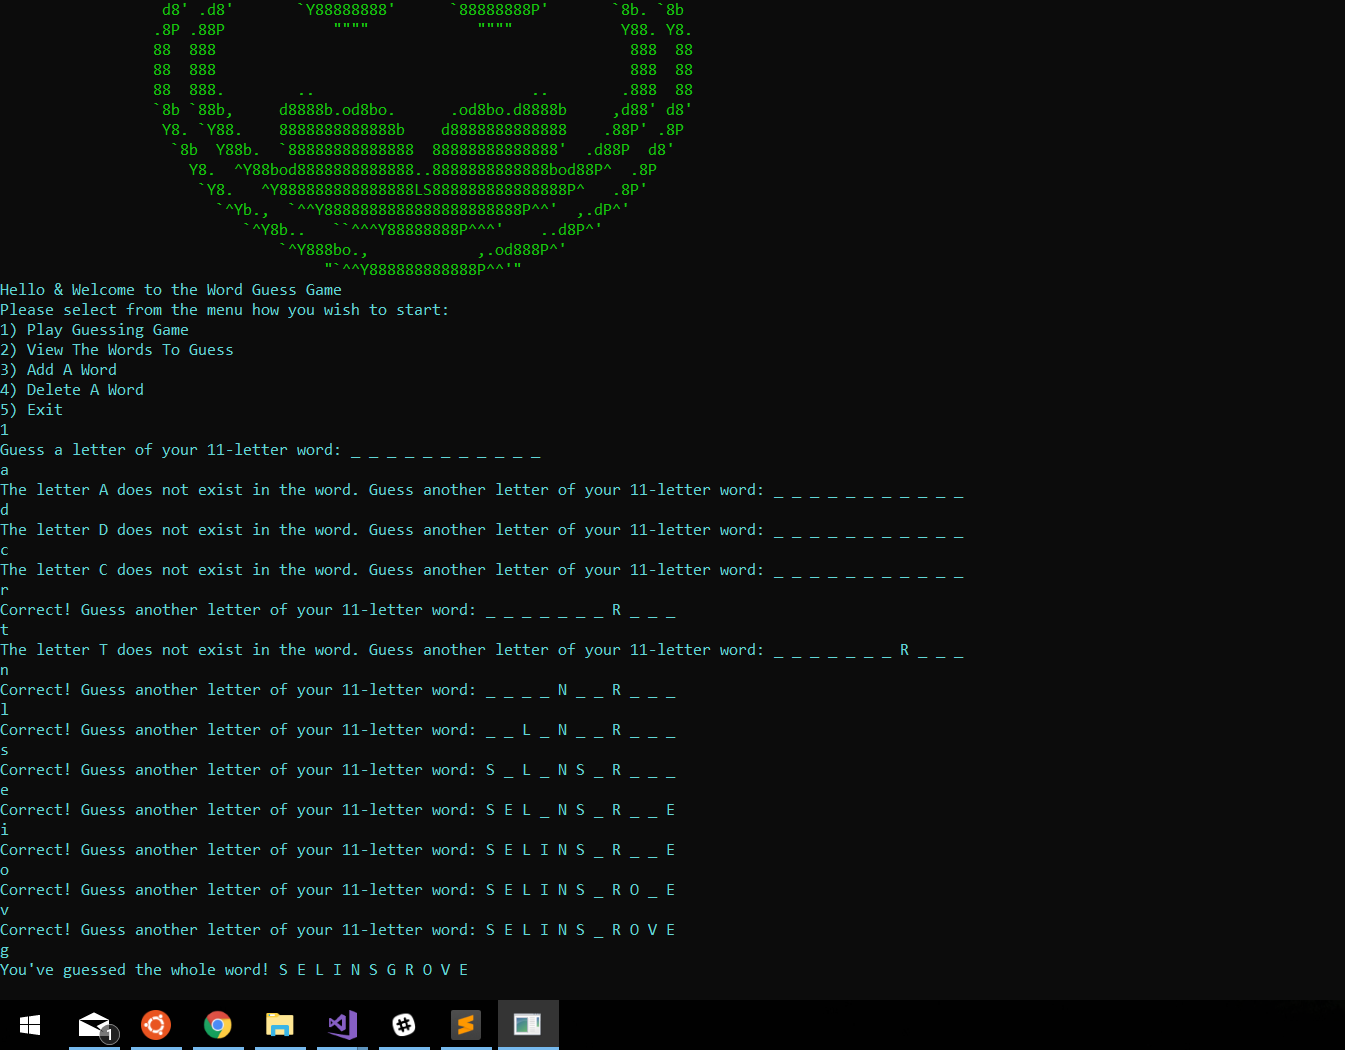 d8' .d8'       `Y88888888'      `88888888P'       `8b. `8b
.8P .88P            """"            """"            Y88. Y8.
88  888                                              888  88
88  888                                              888  88
88  888.        ..                        ..        .888  88
`8b `88b,     d8888b.od8bo.      .od8bo.d8888b     ,d88' d8'
Y8. `Y88.    8888888888888b    d8888888888888    .88P' .8P
`8b  Y88b.  `88888888888888  88888888888888'  .d88P  d8'
Y8.  ^Y88bod8888888888888..8888888888888bod88P^  .8P
`Y8.   ^Y888888888888888LS888888888888888P^   .8P'
`^Yb.,  `^^Y8888888888888888888888P^^'  ,.dP^'
`^Y8b..   ``^^^Y88888888P^^^'    ..d8P^'
`^Y888bo.,            ,.od888P^'
"`^^Y888888888888P^^'"
Hello & Welcome to the Word Guess Game
Please select from the menu how you wish to start:
1) Play Guessing Game
2) View The Words To Guess
3) Add A Word
4) Delete A Word
5) Exit
1
Guess a letter of your 11-letter word: _ _ _ _ _ _ _ _ _ _ _
a
The letter A does not exist in the word. Guess another letter of your 11-letter word: _ _ _ _ _ _ _ _ _ _ _
d
The letter D does not exist in the word. Guess another letter of your 11-letter word: _ _ _ _ _ _ _ _ _ _ _
c
The letter C does not exist in the word. Guess another letter of your 11-letter word: _ _ _ _ _ _ _ _ _ _ _
r
Correct! Guess another letter of your 11-letter word: _ _ _ _ _ _ _ R _ _ _
t
The letter T does not exist in the word. Guess another letter of your 11-letter word: _ _ _ _ _ _ _ R _ _ _
n
Correct! Guess another letter of your 11-letter word: _ _ _ _ N _ _ R _ _ _
l
Correct! Guess another letter of your 11-letter word: _ _ L _ N _ _ R _ _ _
s
Correct! Guess another letter of your 11-letter word: S _ L _ N S _ R _ _ _
e
Correct! Guess another letter of your 11-letter word: S E L _ N S _ R _ _ E
i
Correct! Guess another letter of your 11-letter word: S E L I N S _ R _ _ E
o
Correct! Guess another letter of your 11-letter word: S E L I N S _ R O _ E
v
Correct! Guess another letter of your 11-letter word: S E L I N S _ R O V E
g
You've guessed the whole word! S E L I N S G R O V E
1